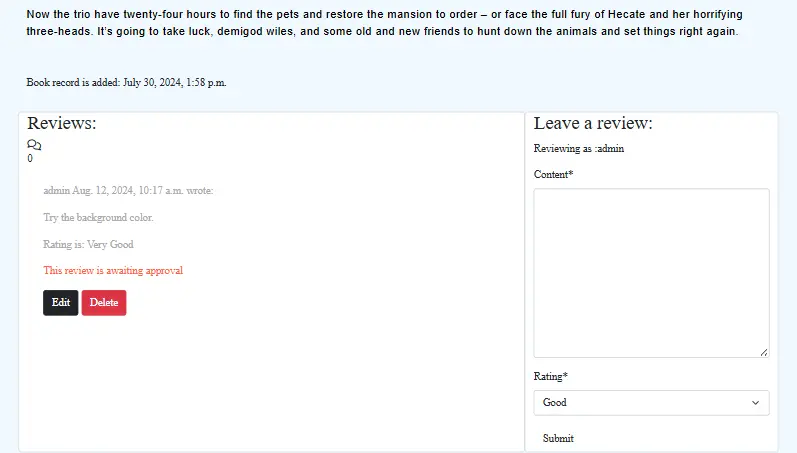 Now the trio have twenty-four hours to find the pets and restore the mansion to order – or face the full fury of Hecate and her horrifying
three-heads. It's going to take luck, demigod wiles, and some old and new friends to hunt down the animals and set things right again.
Book record is added: July 30, 2024, 1:58 p.m.
Reviews:
0
admin Aug. 12, 2024, 10:17 a.m. wrote:
Try the background color.
Rating is: Very Good
This review is awaiting approval
Edit Delete
Leave a review:
Reviewing as :admin
Content*
Rating*
Good
Submit